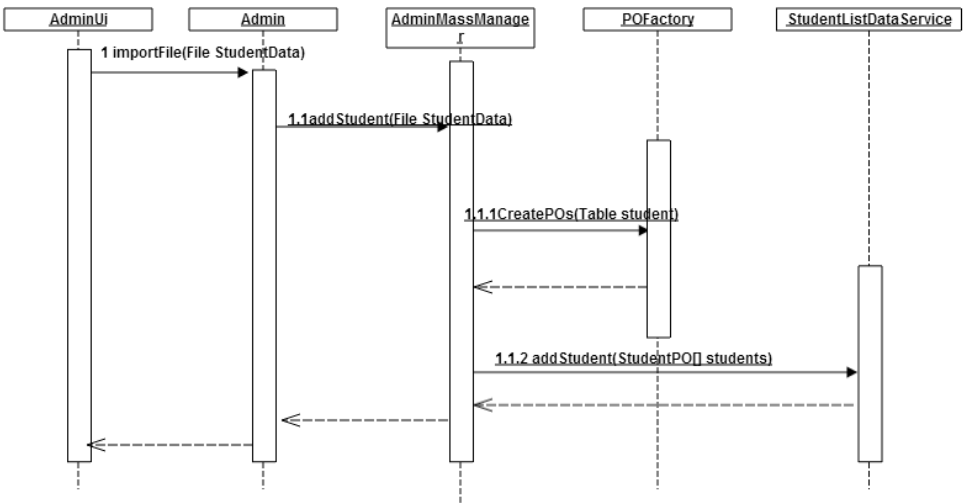 AdminUi
Admin
AdminMassManage
r
POFactory
StudentListDataService
1 importFile(File StudentData)
1.1addStudent(File StudentData)
1.1.1CreatePOs(Table student)
1.1.2 addStudent(StudentPO[] students)